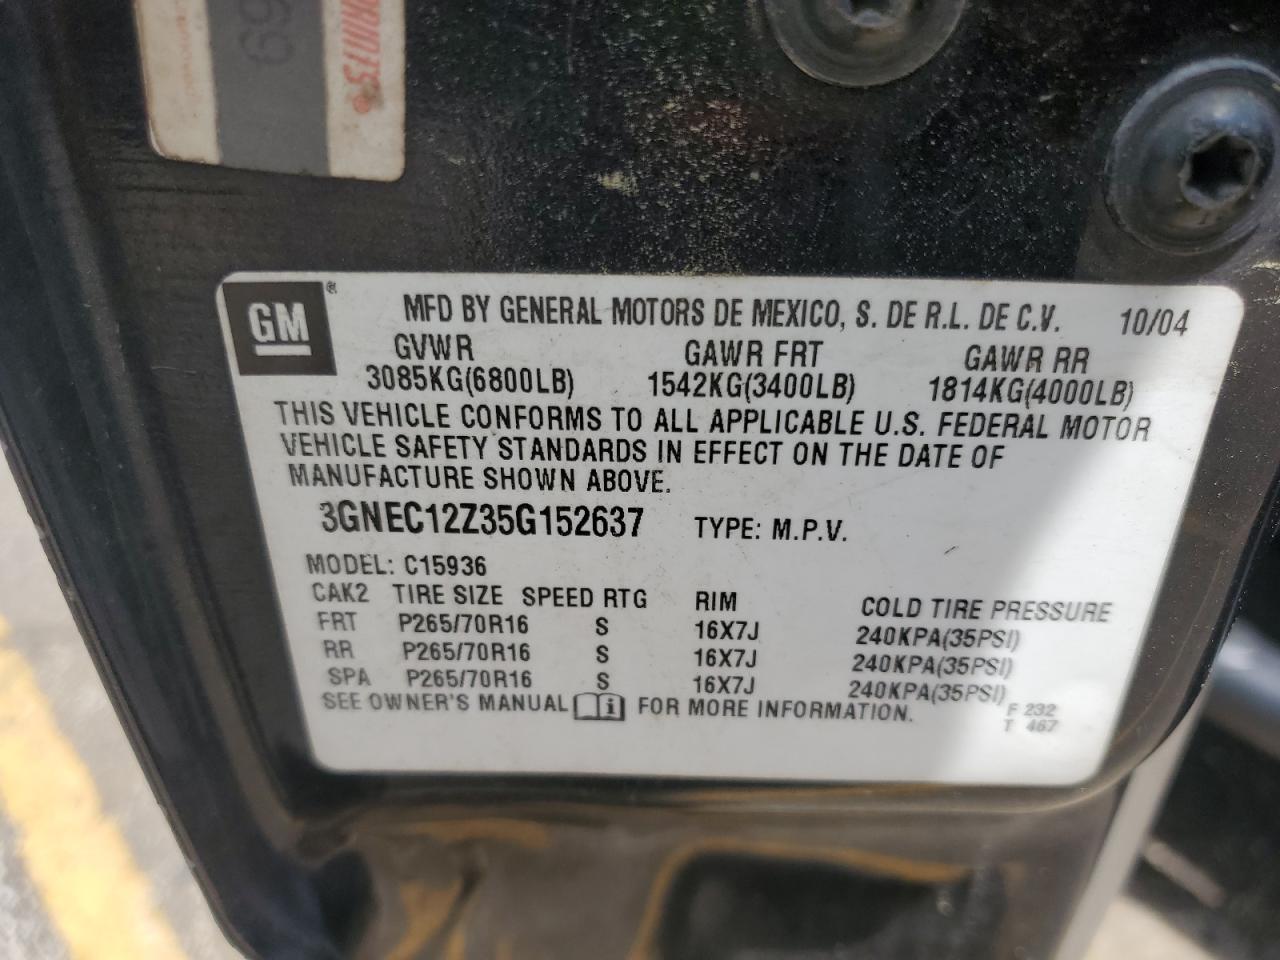 69
GM ® MFD BY GENERAL MOTORS DE MEXICO, S. DE R.L. DE C.V. 10/04
GVWR GAWR FRT GAWR RR
3085KG(6800LB) 1542KG(3400LB) 1814KG(4000LB)
THIS VEHICLE CONFORMS TO ALL APPLICABLE U.S. FEDERAL MOTOR
VEHICLE SAFETY STANDARDS IN EFFECT ON THE DATE OF
MANUFACTURE SHOWN ABOVE.
3GNEC12Z35G152637 TYPE: M.P.V.
MODEL: C15936
CAK2 TIRE SIZE SPEED RTG RIM COLD TIRE PRESSURE
FRT P265/70R16 S 16X7J 240KPA(35PSI)
RR P265/70R16 S 16X7J 240KPA(35PSI)
SPA P265/70R16 S 16X7J 240KPA(35PSI)
SEE OWNER'S MANUAL i FOR MORE INFORMATION.
F 232
T 467